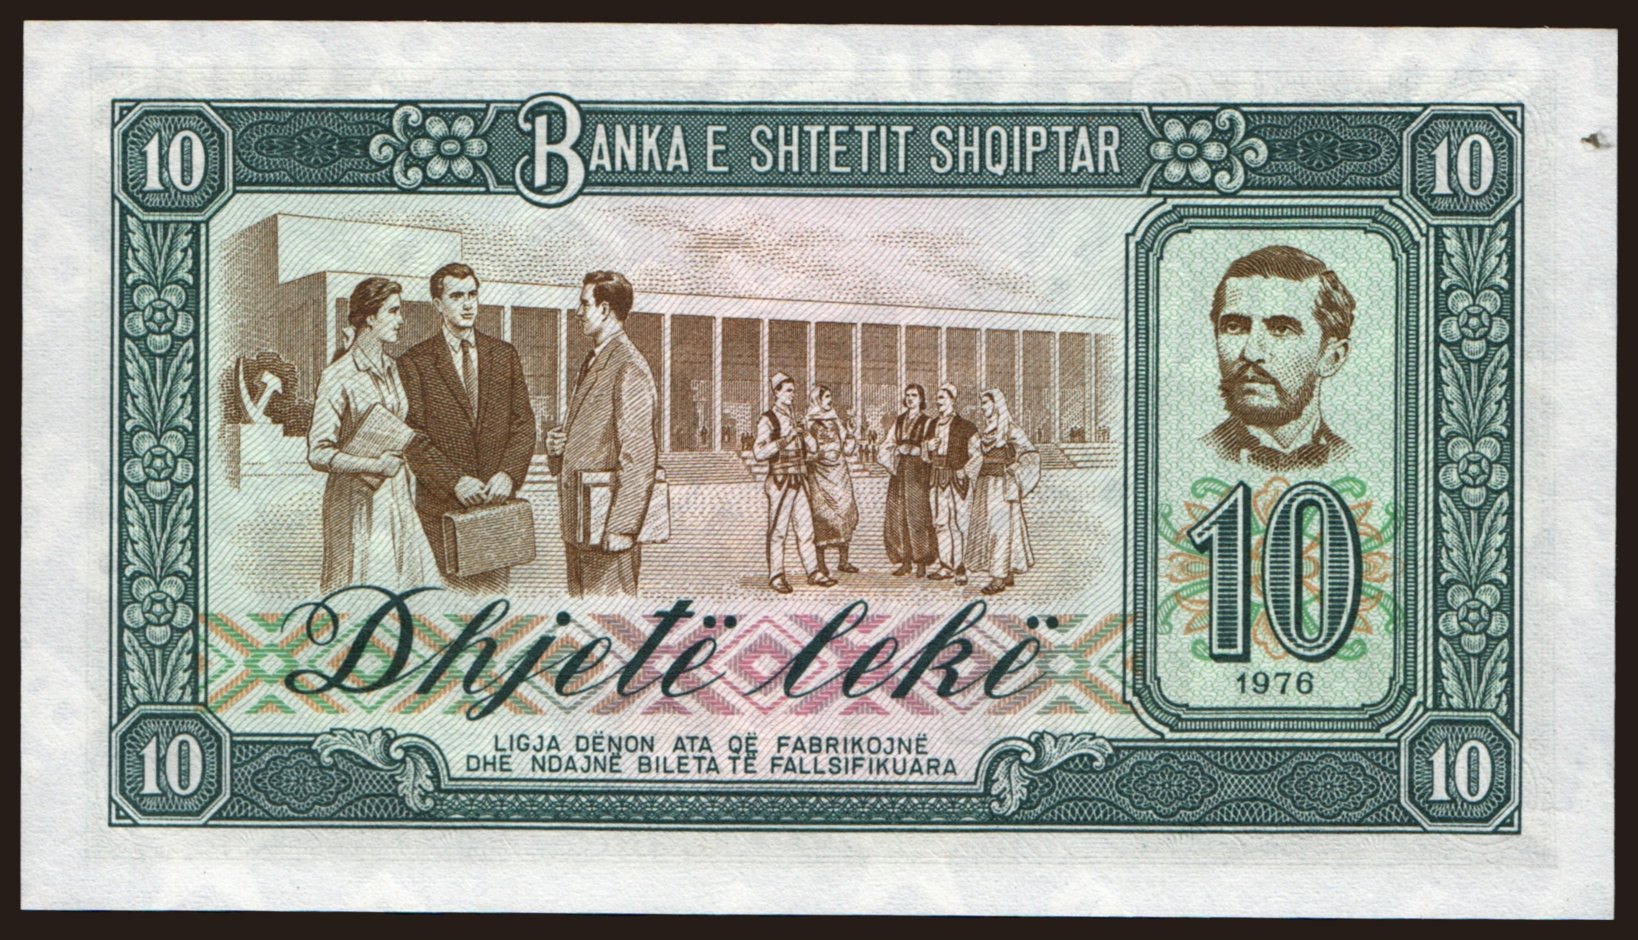 10
BANKA E SHTETIT SHQIPTAR
10
10
1976
Dhjetë lekë
LIGJA DËNON ATA QË FABRIKOJNË
DHE NDAJNË BILETA TË FALLSIFIKUARA
10
10